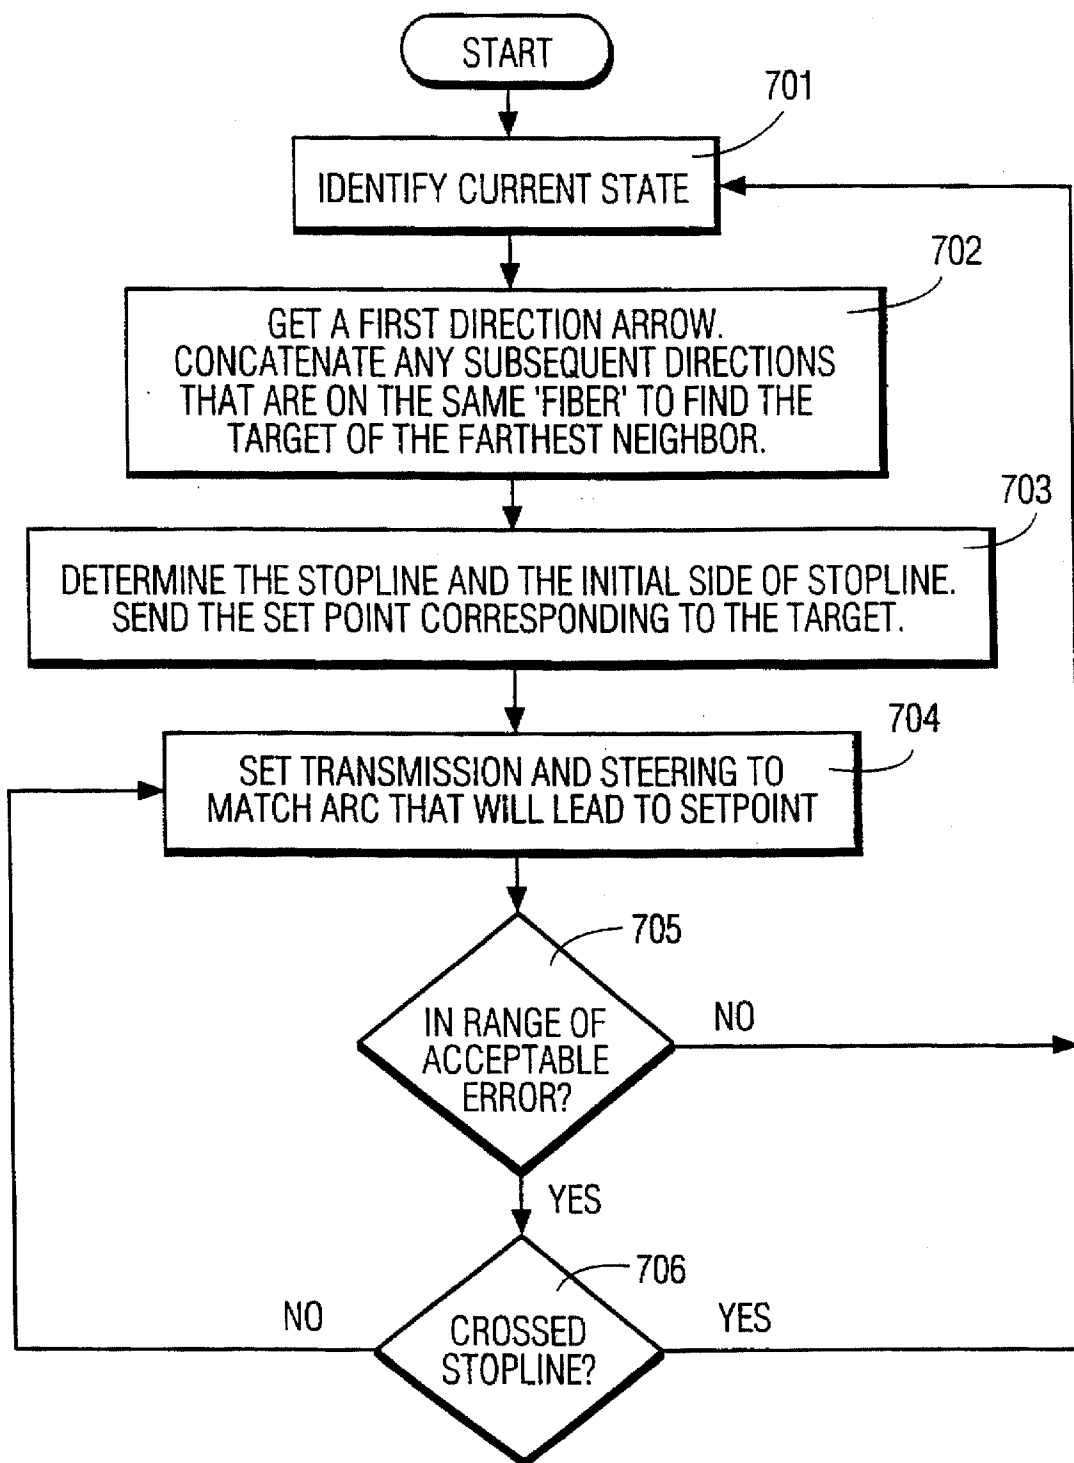 START
701
IDENTIFY CURRENT STATE
702
GET A FIRST DIRECTION ARROW.
CONCATENATE ANY SUBSEQUENT DIRECTIONS
THAT ARE ON THE SAME 'FIBER' TO FIND THE
TARGET OF THE FARTHEST NEIGHBOR.
703
DETERMINE THE STOPLINE AND THE INITIAL SIDE OF STOPLINE.
SEND THE SET POINT CORRESPONDING TO THE TARGET.
704
SET TRANSMISSION AND STEERING TO
MATCH ARC THAT WILL LEAD TO SETPOINT
705
IN RANGE OF
ACCEPTABLE
ERROR?
NO
YES
706
CROSSED
STOPLINE?
NO
YES